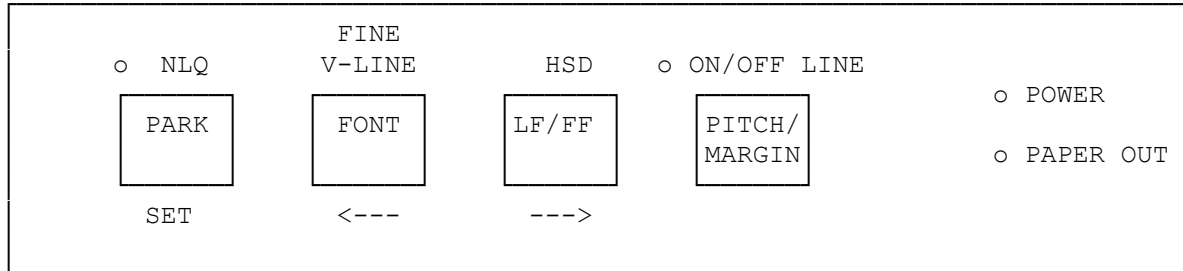 FINE
○ NLQ V-LINE HSD ○ ON/OFF LINE
○ POWER
PARK FONT LF/FF PITCH/
MARGIN ○ PAPER OUT
SET <--- --->